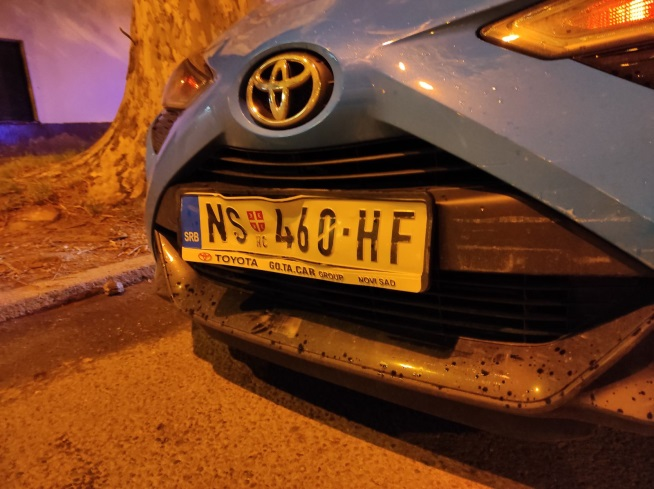 SRB NS НС 460-HF
TOYOTA GO.TA.CAR GROUP NOVI SAD